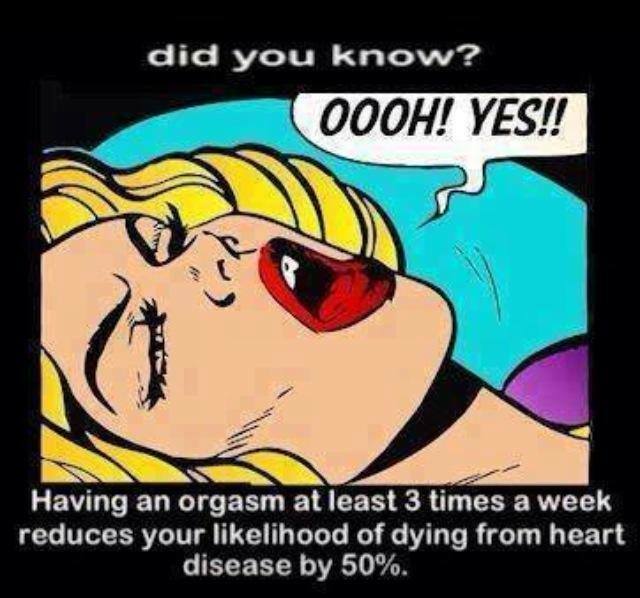 did you know?
OOOH! YES!!
Having an orgasm at least 3 times a week
reduces your likelihood of dying from heart
disease by 50%.